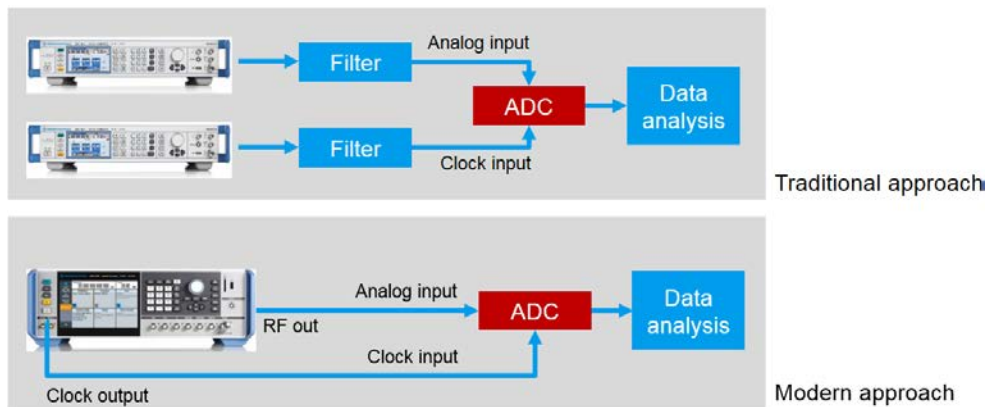 Filter
Analog input
ADC
Data
analysis
Filter
Clock input
Traditional approach
Analog input
ADC
Data
analysis
RF out
Clock input
Clock output
Modern approach